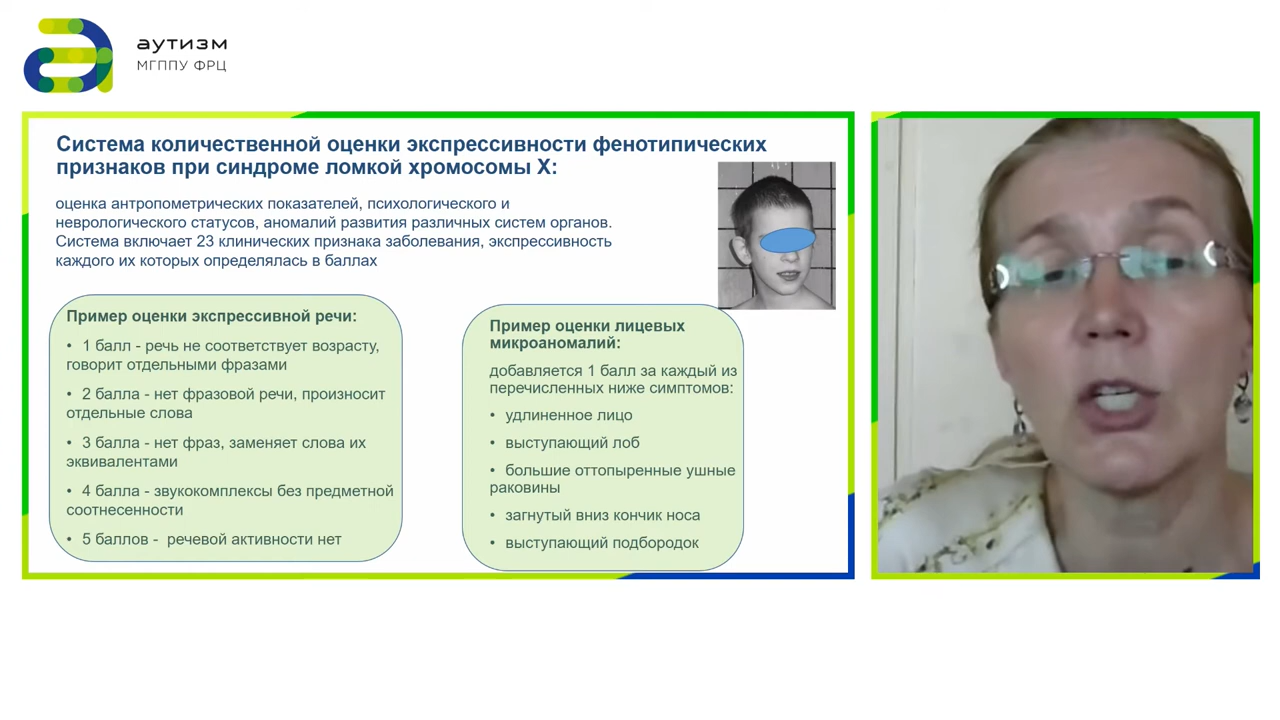 аутизм
МГППУ ФРЦ
Система количественной оценки экспрессивности фенотипических
признаков при синдроме ломкой хромосомы Х:
оценка антропометрических показателей, психологического и
неврологического статусов, аномалий развития различных систем органов.
Система включает 23 клинических признака заболевания, экспрессивность
каждого их которых определялась в баллах
Пример оценки экспрессивной речи:
• 1 балл - речь не соответствует возрасту,
говорит отдельными фразами
• 2 балла - нет фразовой речи, произносит
отдельные слова
• 3 балла - нет фраз, заменяет слова их
эквивалентами
• 4 балла - звукокомплексы без предметной
соотнесенности
• 5 баллов - речевой активности нет
Пример оценки лицевых
микроаномалий:
добавляется 1 балл за каждый из
перечисленных ниже симптомов:
• удлиненное лицо
• выступающий лоб
• большие оттопыренные ушные
раковины
• загнутый вниз кончик носа
• выступающий подбородок